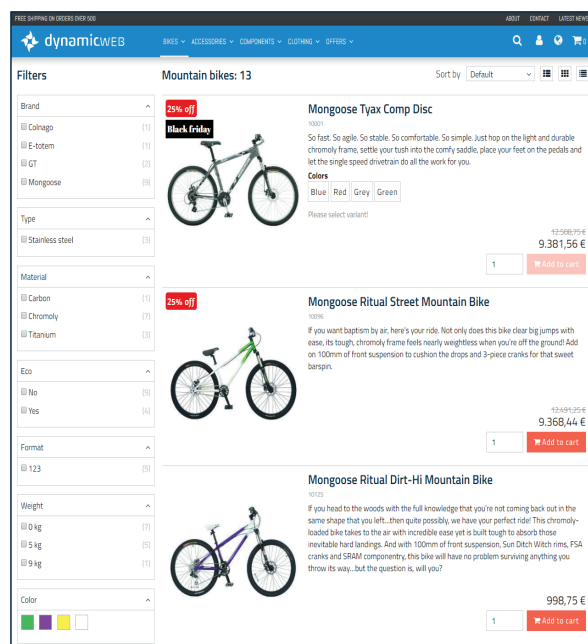 FREE SHIPPING ON ORDERS OVER 500
ABOUT CONTACT LATEST NEWS
dynamicweb
BIKES ACCESSORIES COMPONENTS CLOTHING OFFERS
0
Filters
Brand
Colnago [1]
E-totem [1]
GT [2]
Mongoose [9]
Type
Stainless steel [3]
Material
Carbon [1]
Chromoly [7]
Titanium [3]
Eco
No [9]
Yes [4]
Format
123 [5]
Weight
0 kg [7]
5 kg [5]
9 kg [1]
Color
Mountain bikes: 13
Sort by Default
25% off
Black friday
Mongoose Tyax Comp Disc
10001
So fast. So agile. So stable. So comfortable. So simple. Just hop on the light and durable
chromoly frame, settle your tush into the comfy saddle, place your feet on the pedals and
let the single speed drivetrain do all the work for you.
Colors
Blue Red Grey Green
Please select variant!
12.508,75 €
9.381,56 €
1 Add to cart
25% off
Mongoose Ritual Street Mountain Bike
10096
If you want baptism by air, here's your ride. Not only does this bike clear big jumps with
ease, its tough, chromoly frame feels nearly weightless when you're off the ground! Add
on 100mm of front suspension to cushion the drops and 3-piece cranks for that sweet
barspin.
12.491,25 €
9.368,44 €
1 Add to cart
Mongoose Ritual Dirt-Hi Mountain Bike
10125
If you head to the woods with the full knowledge that you're not coming back out in the
same shape that you left...then quite possibly, we have your perfect ride! This chromoly-
loaded bike takes to the air with incredible ease yet is built tough to absorb those
inevitable hard landings. And with 100mm of front suspension, Sun Ditch Witch rims, FSA
cranks and SRAM componentry, this bike will have no problem surviving anything you
throw its way...but the question is, will you?
998,75 €
1 Add to cart